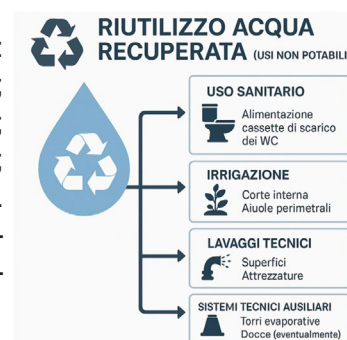 RIUTILIZZO ACQUA
RECUPERATA (USI NON POTABILI
USO SANITARIO
Alimentazione
cassette di scarico
dei WC
IRRIGAZIONE
Corte interna
Aiuole perimetrali
LAVAGGI TECNICI
Superfici
Attrezzature
SISTEMI TECNICI AUSILIARI
Torri evaporative
Docce (eventualmente)